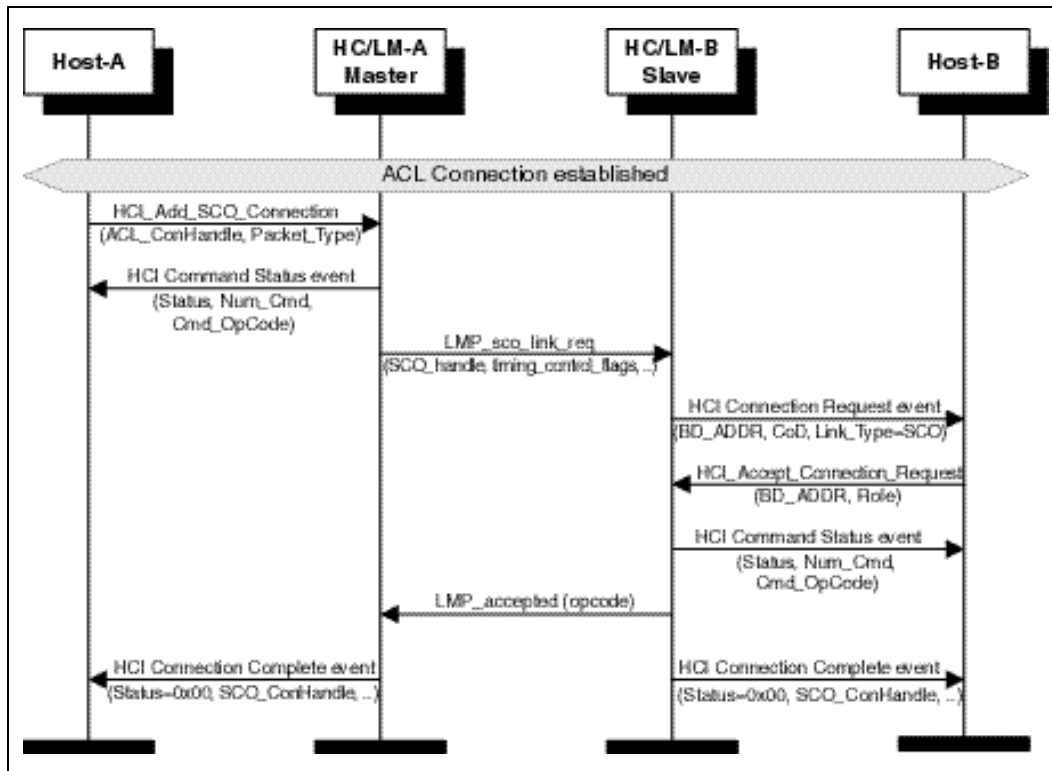 Host-A
HC/LM-A
Master
HC/LM-B
Slave
Host-B
ACL Connection established
HCI_Add_SCO_Connection
(ACL_ConHandle, Packet_Type)
HCI Command Status event
(Status, Num_Cmd,
Cmd_OpCode)
LMP_sco_link_req
(SCO_handle, timing_control_flags, ..)
HCI Connection Request event
(BD_ADDR, CoD, Link_Type=SCO)
HCI_Accept_Connection_Request
(BD_ADDR, Role)
HCI Command Status event
(Status, Num_Cmd,
Cmd_OpCode)
LMP_accepted (opcode)
HCI Connection Complete event
(Status=0x00, SCO_ConHandle, ..)
HCI Connection Complete event
(Status=0x00, SCO_ConHandle, ..)